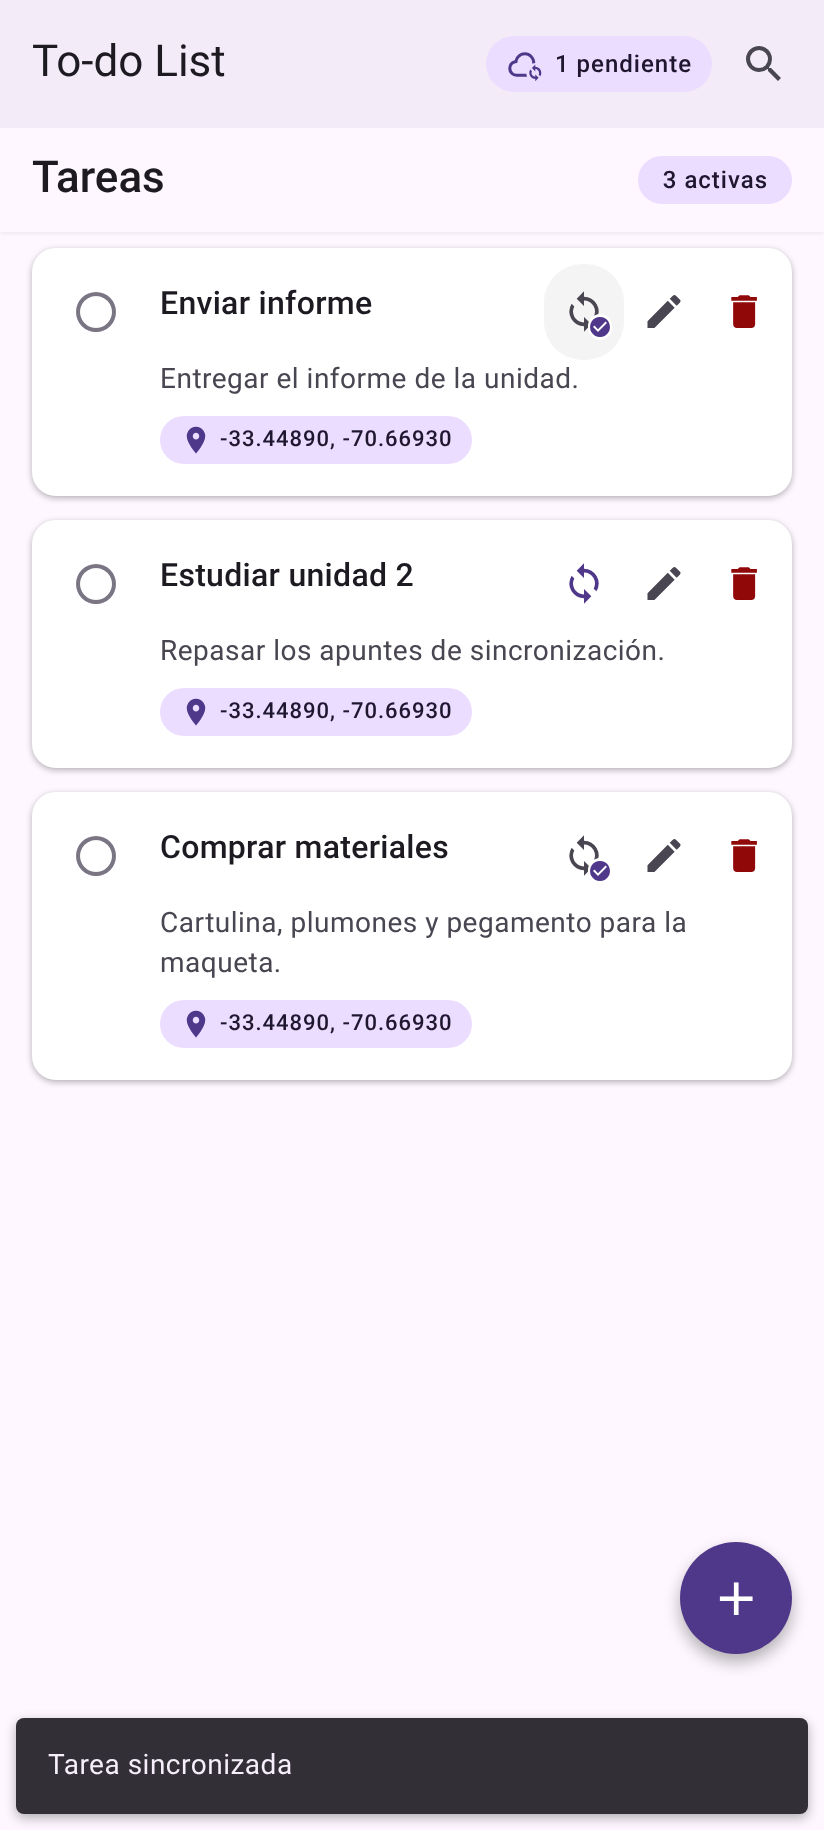 To-do List
1 pendiente
Tareas
3 activas
Enviar informe
Entregar el informe de la unidad.
-33.44890, -70.66930
Estudiar unidad 2
Repasar los apuntes de sincronización.
-33.44890, -70.66930
Comprar materiales
Cartulina, plumones y pegamento para la
maqueta.
-33.44890, -70.66930
Tarea sincronizada